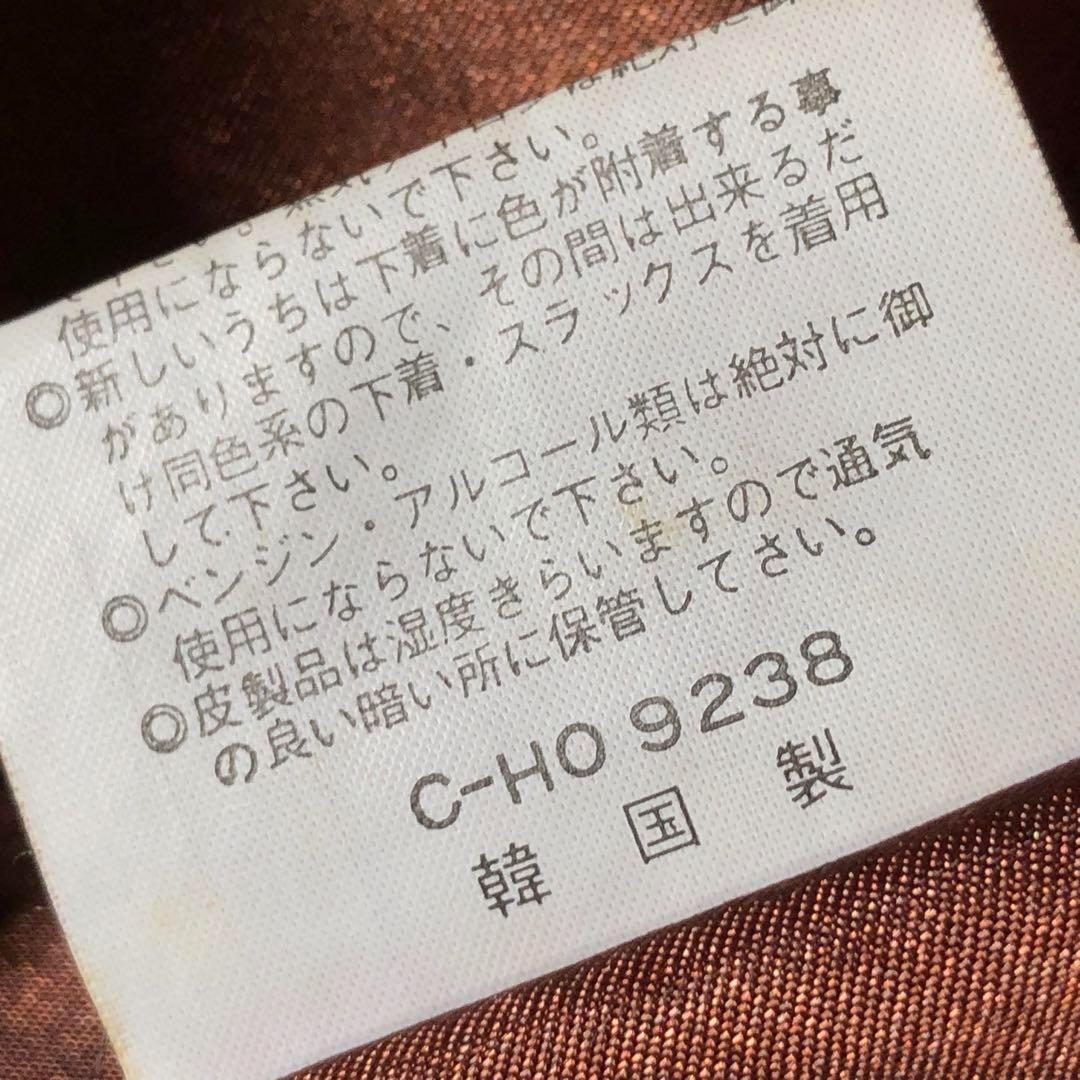 は絶対に御
使用にならないで下さい。
◎新しいうちは下着に色が附着する事
がありますので、その間は出来るだ
け同色系の下着・スラックスを着用
して下さい。
◎ベンジン・アルコール類は絶対に御
使用にならないで下さい。
◎皮製品は湿度きらいますので通気
の良い暗い所に保管してさい。
C-HO 9238
韓国製